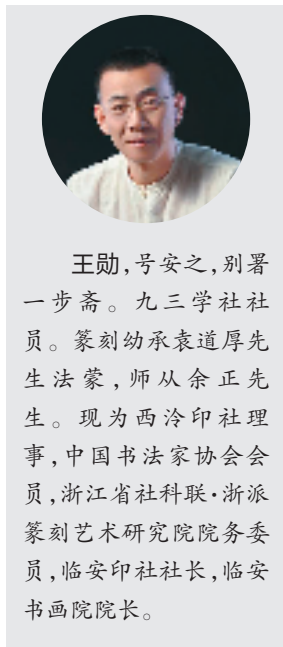 王勋,号安之,别署
一步斋。九三学社社
员。篆刻幼承袁道厚先
生法蒙,师从余正先
生。现为西泠印社理
事,中国书法家协会会
员,浙江省社科联·浙派
篆刻艺术研究院院务委
员,临安印社社长,临安
书画院院长。